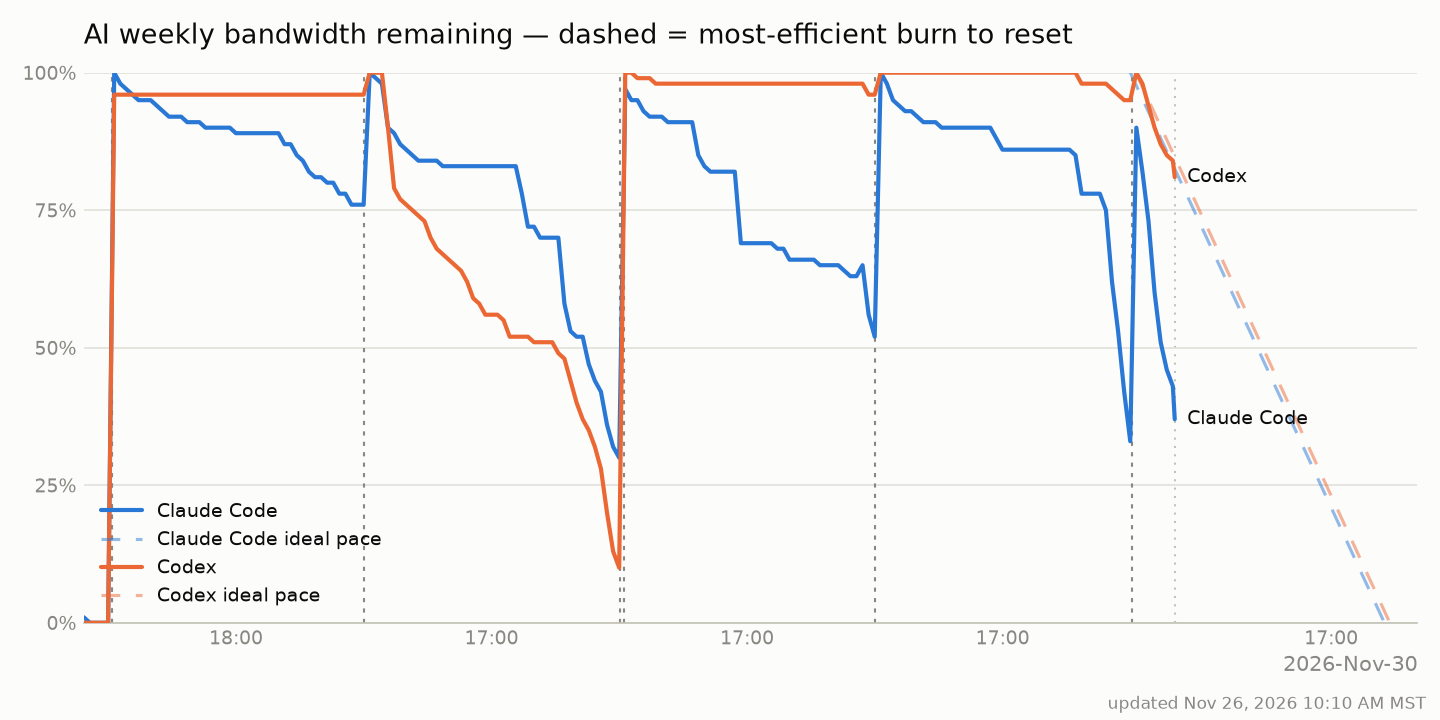 AI weekly bandwidth remaining — dashed = most-efficient burn to reset
100%
75%
50%
25%
0%
Codex
Claude Code
Claude Code
Claude Code ideal pace
Codex
Codex ideal pace
18:00 17:00 17:00 17:00 17:00
2026-Nov-30
updated Nov 26, 2026 10:10 AM MST